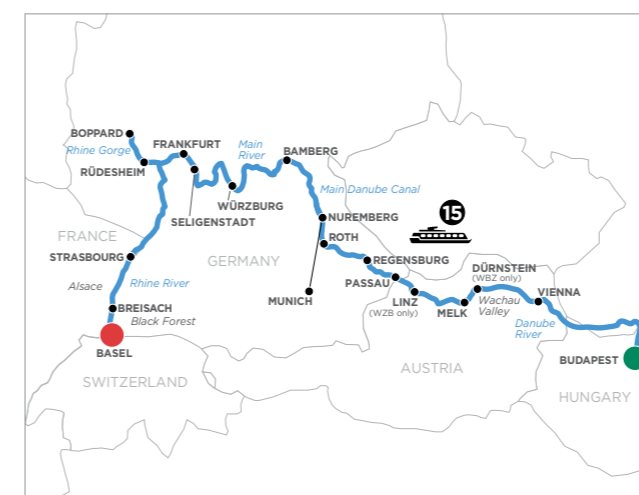 BOPPARD
FRANKFURT
Main
River
BAMBERG
Rhine Gorge
RÜDESHEIM
Main Danube Canal
WÜRZBURG
SELIGENSTADT
15
NUREMBERG
FRANCE
ROTH
STRASBOURG
GERMANY
REGENSBURG
DÜRNSTEIN
(WBZ only)
PASSAU
Rhine River
Alsace
VIENNA
MUNICH
LINZ
(WZB only)
MELK
Wachau
Valley
BREISACH
Black Forest
Danube
River
BASEL
BUDAPEST
AUSTRIA
SWITZERLAND
HUNGARY